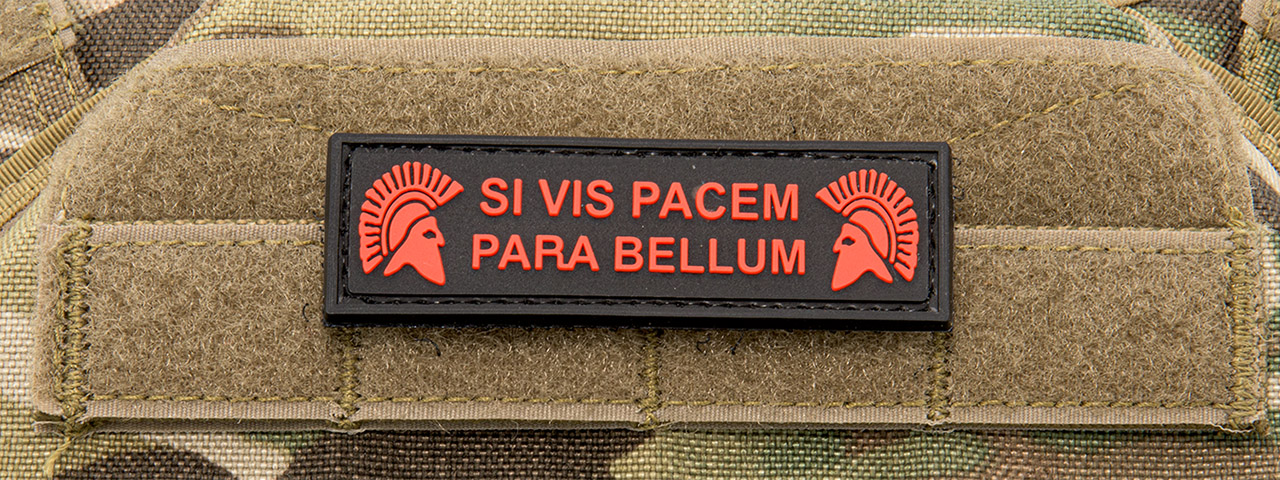 SI VIS PACEM
PARA BELLUM